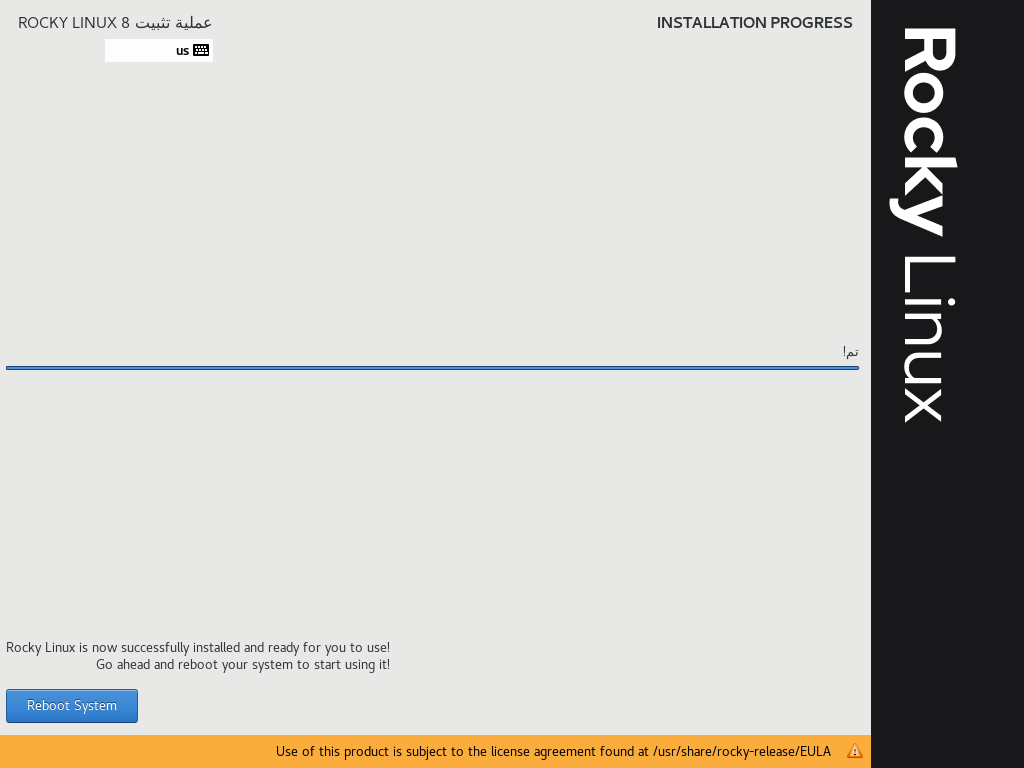 INSTALLATION PROGRESS
عملية تثبيت ROCKY LINUX 8
us
تم!
Rocky Linux is now successfully installed and ready for you to use!
Go ahead and reboot your system to start using it!
Reboot System
Use of this product is subject to the license agreement found at /usr/share/rocky-release/EULA
Rocky Linux